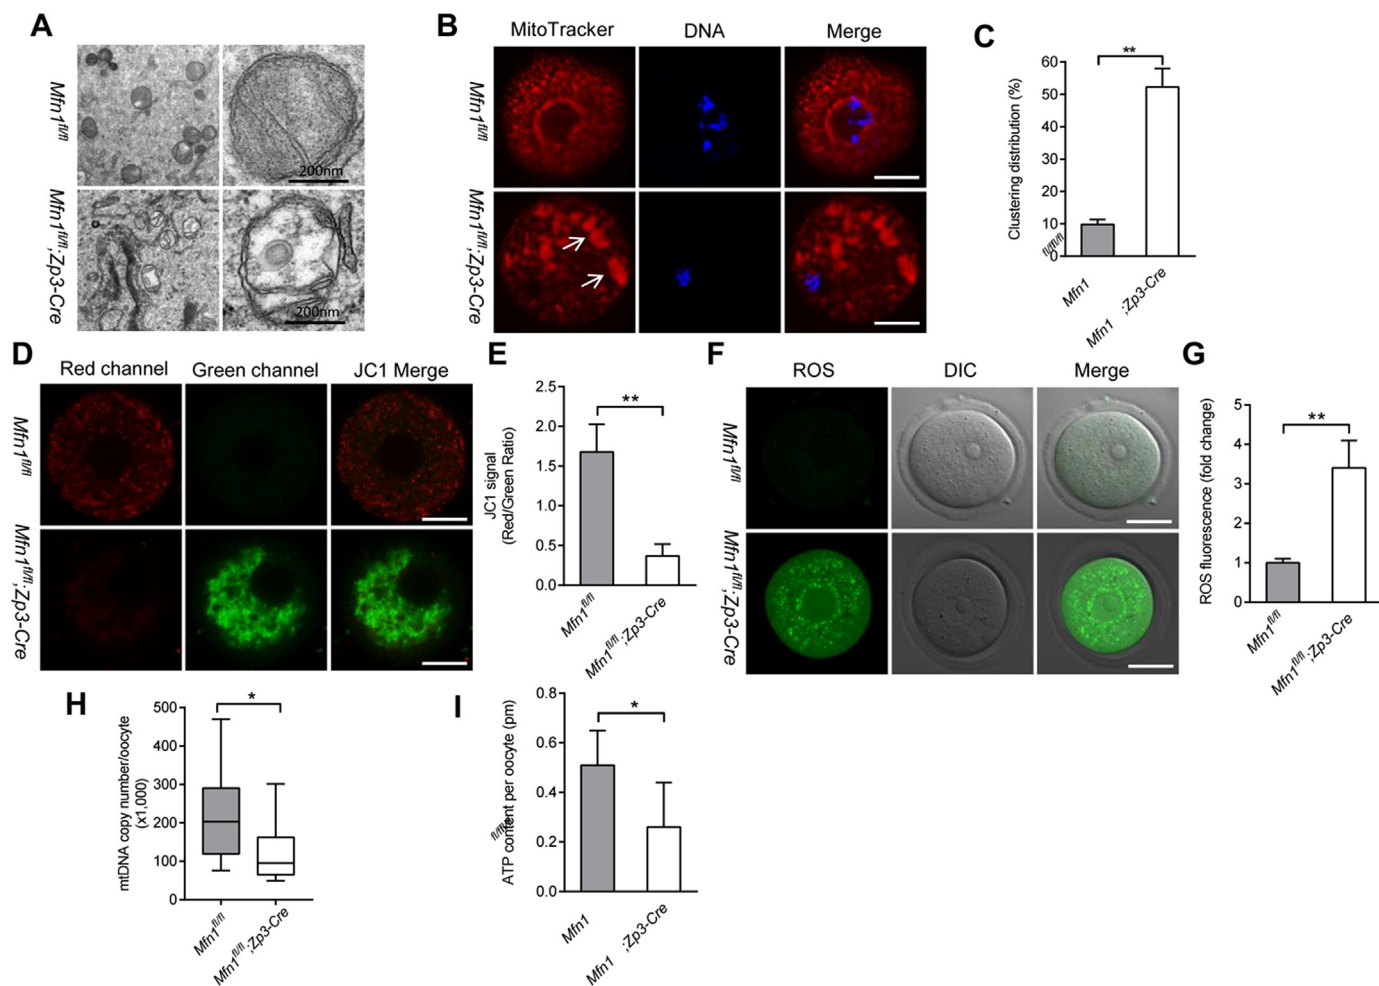 A
Mfn1fl/fl
200nm
Mfn1fl/fl;Zp3-Cre
200nm
B
MitoTracker
DNA
Merge
Mfn1fl/fl
Mfn1fl/fl;Zp3-Cre
C
**
Clustering distribution (%)
60
50
40
30
20
10
0
fl/flfl/fl
Mfn1
Mfn1 ;Zp3-Cre
D
Red channel
Green channel
JC1 Merge
Mfn1fl/fl
Mfn1fl/fl;Zp3-Cre
E
**
JC1 signal
(Red/Green Ratio)
2.5
2.0
1.5
1.0
0.5
0.0
Mfn1fl/fl
Mfn1fl/fl;Zp3-Cre
F
ROS
DIC
Merge
Mfn1fl/fl
Mfn1fl/fl;Zp3-Cre
G
**
ROS fluorescence (fold change)
5
4
3
2
1
0
Mfn1fl/fl
Mfn1fl/fl;Zp3-Cre
H
*
mtDNA copy number/oocyte
(x1,000)
500
400
300
200
100
0
Mfn1fl/fl
Mfn1fl/fl;Zp3-Cre
I
*
ATP content per oocyte (pm)
0.8
0.6
0.4
0.2
0.0
Mfn1
Mfn1 ;Zp3-Cre